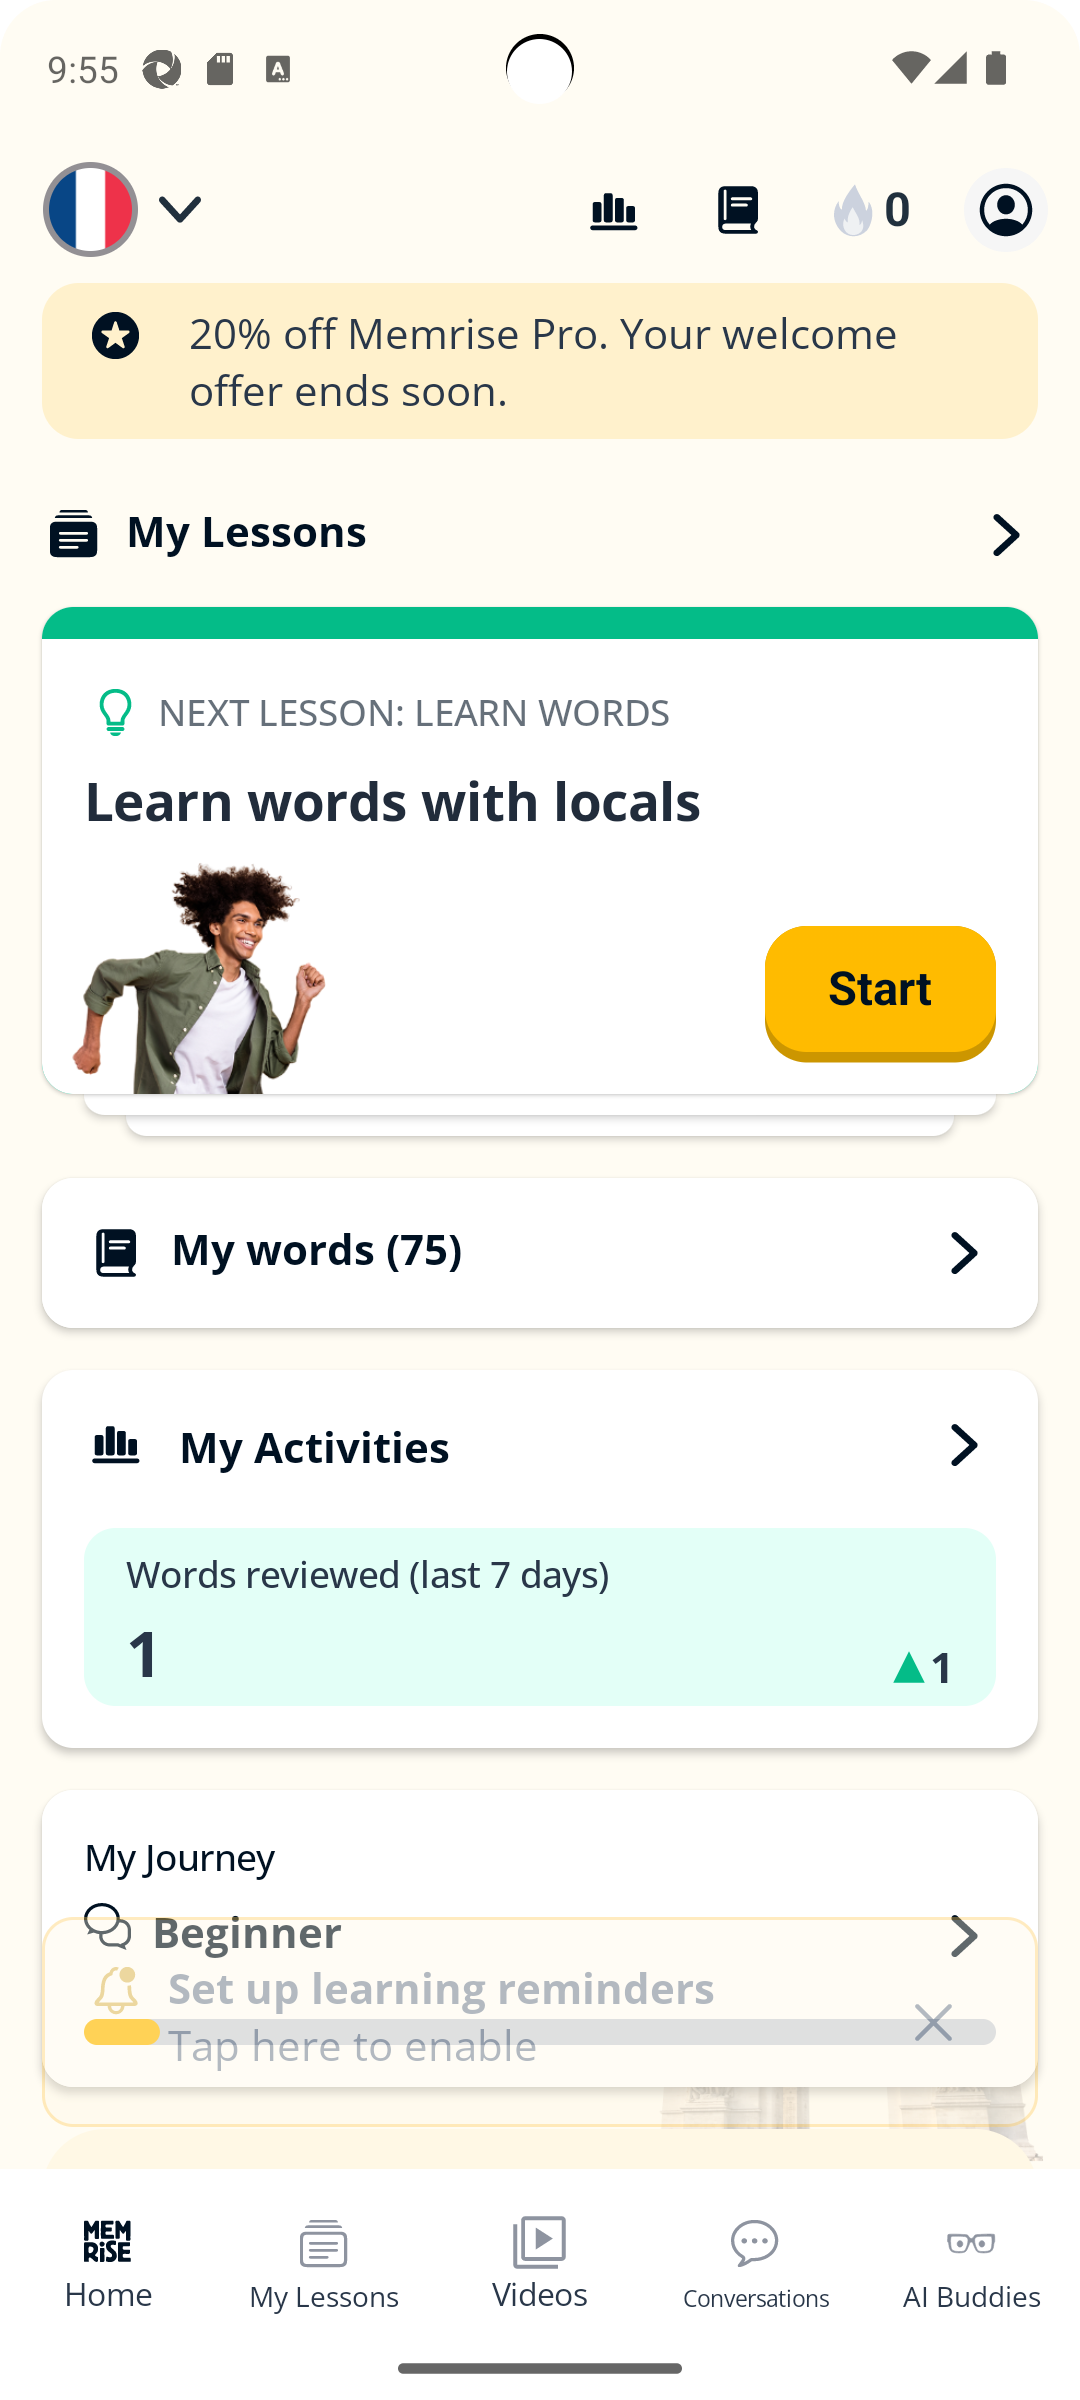 9:55
0
20% off Memrise Pro. Your welcome
offer ends soon.
My Lessons
NEXT LESSON: LEARN WORDS
Learn words with locals
Start
My words (75)
My Activities
Words reviewed (last 7 days)
1
1
My Journey
Beginner
Set up learning reminders
Tap here to enable
MEM
RiSE
Home
My Lessons
Videos
Conversations
AI Buddies